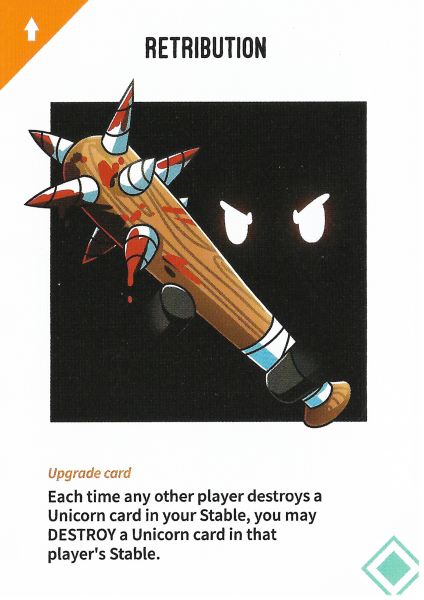 RETRIBUTION
Upgrade card
Each time any other player destroys a
Unicorn card in your Stable, you may
DESTROY a Unicorn card in that
player's Stable.